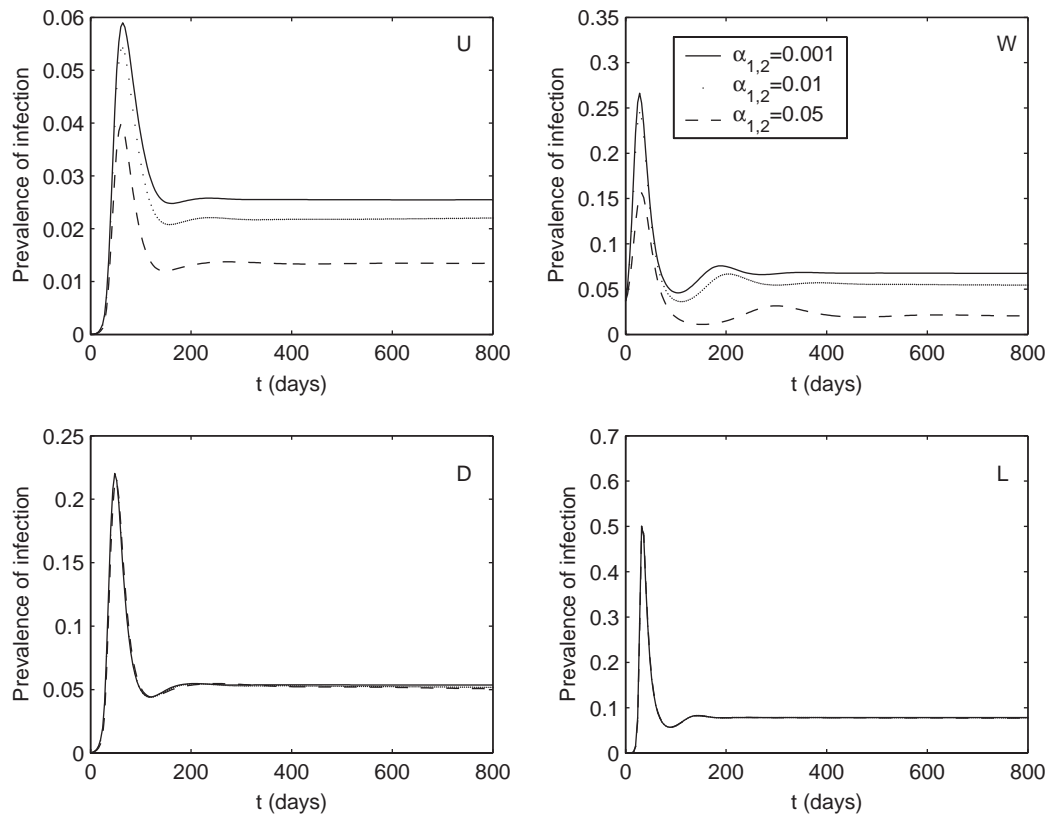 U
Prevalence of infection
0.06
0.05
0.04
0.03
0.02
0.01
0
0 200 400 600 800
t (days)
W
α1,2=0.001
α1,2=0.01
α1,2=0.05
Prevalence of infection
0.35
0.3
0.25
0.2
0.15
0.1
0.05
0
0 200 400 600 800
t (days)
D
Prevalence of infection
0.25
0.2
0.15
0.1
0.05
0
0 200 400 600 800
t (days)
L
Prevalence of infection
0.7
0.6
0.5
0.4
0.3
0.2
0.1
0
0 200 400 600 800
t (days)